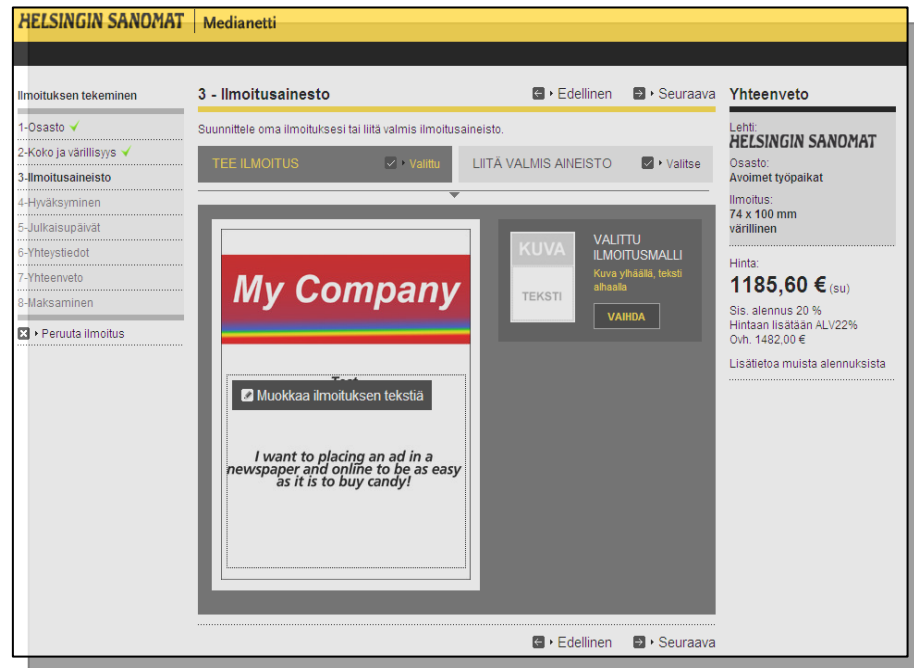 HELSINGIN SANOMAT Medianetti
Ilmoituksen tekeminen
1-Osasto
2-Koko ja värillisyys
3-Ilmoitusaineisto
4-Hyväksyminen
5-Julkaisupäivät
6-Yhteystiedot
7-Yhteenveto
8-Maksaminen
Peruuta ilmoitus
3 - Ilmoitusainesto
Edellinen Seuraava
Suunnittele oma ilmoituksesi tai liitä valmis ilmoitusaineisto.
TEE ILMOITUS Valittu
LIITÄ VALMIS AINEISTO Valitse
My Company
Muokkaa ilmoituksen tekstiä
I want to placing an ad in a
newspaper and online to be as easy
as it is to buy candy!
KUVA
TEKSTI
VALITTU
ILMOITUSMALLI
Kuva ylhäällä, teksti
alhaalla
VAIHDA
Edellinen Seuraava
Yhteenveto
Lehti:
HELSINGIN SANOMAT
Osasto:
Avoimet työpaikat
Ilmoitus:
74 x 100 mm
värillinen
Hinta:
1185,60 € (su)
Sis. alennus 20 %
Hintaan lisätään ALV22%
Ovh. 1482,00 €
Lisätietoa muista alennuksista